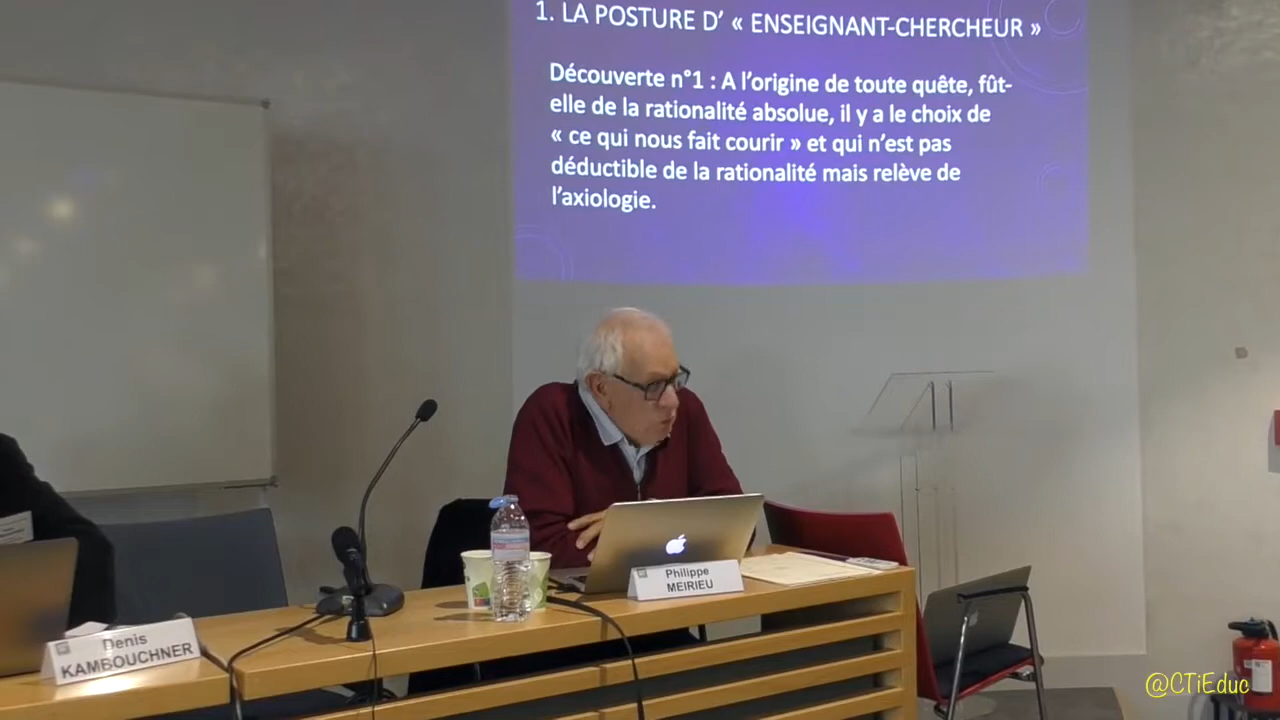 1. LA POSTURE D’ « ENSEIGNANT-CHERCHEUR »
Découverte n°1 : A l’origine de toute quête, fût-
elle de la rationalité absolue, il y a le choix de
« ce qui nous fait courir » et qui n’est pas
déductible de la rationalité mais relève de
l’axiologie.
Philippe
MEIRIEU
Denis
KAMBOUCHNER
@CTiEduc